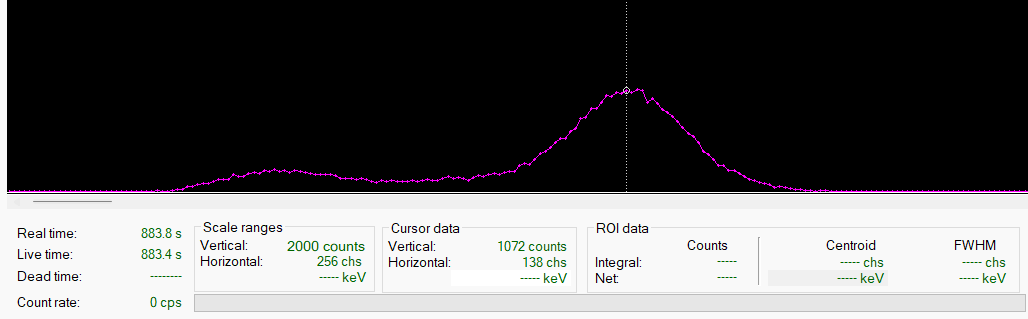 Real time: 883.8 s
Live time: 883.4 s
Dead time: --------
Count rate: 0 cps
Scale ranges
Vertical: 2000 counts
Horizontal: 256 chs
----- keV
Cursor data
Vertical: 1072 counts
Horizontal: 138 chs
----- keV
ROI data
Counts Centroid FWHM
Integral: ----- ----- chs ----- chs
Net: ----- ----- keV ----- keV